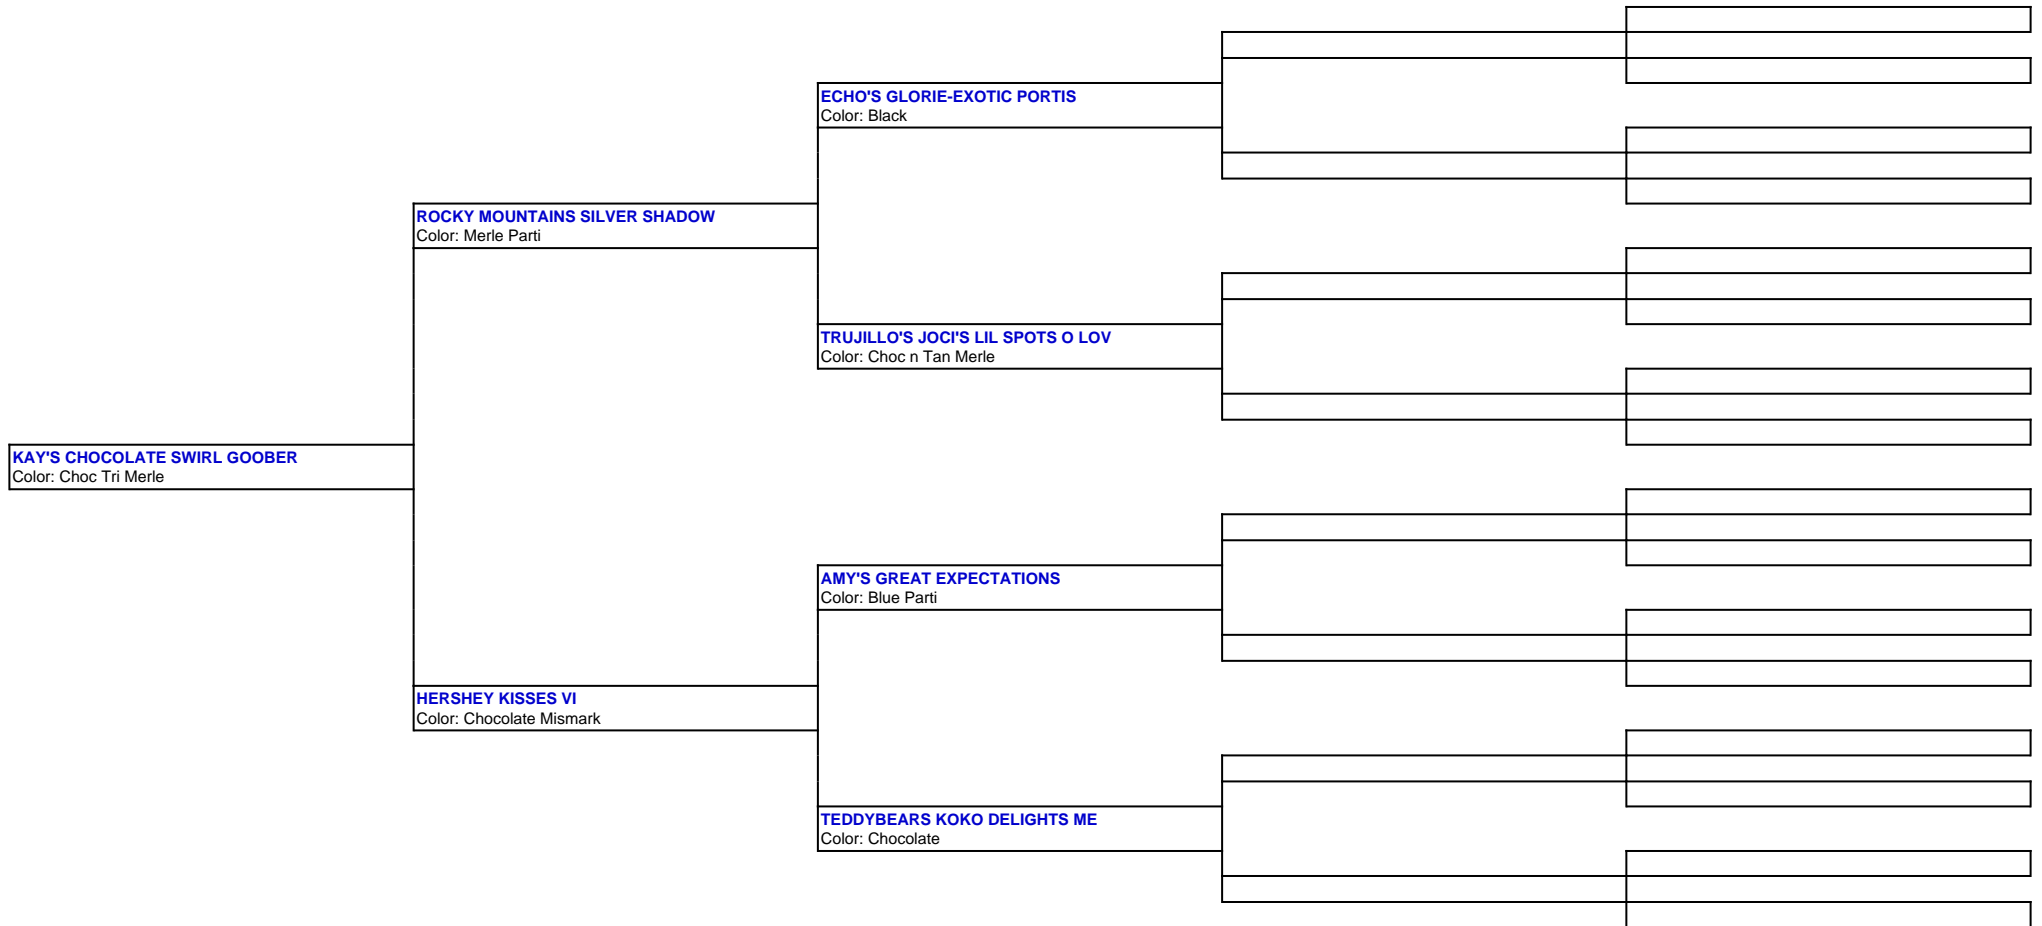 ECHO'S GLORIE-EXOTIC PORTIS
Color: Black
ROCKY MOUNTAINS SILVER SHADOW
Color: Merle Parti
TRUJILLO'S JOCI'S LIL SPOTS O LOV
Color: Choc n Tan Merle
KAY'S CHOCOLATE SWIRL GOOBER
Color: Choc Tri Merle
AMY'S GREAT EXPECTATIONS
Color: Blue Parti
HERSHEY KISSES VI
Color: Chocolate Mismark
TEDDYBEARS KOKO DELIGHTS ME
Color: Chocolate